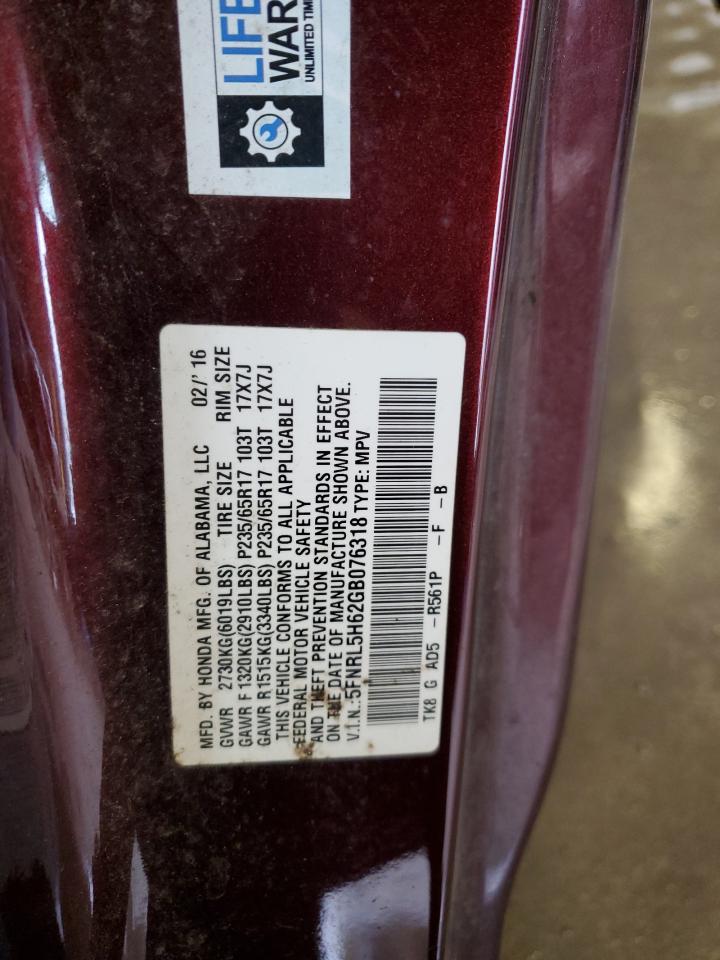 LIFE
WAR
UNLIMITED TIM
MFD. BY HONDA MFG. OF ALABAMA, LLC 02/'16
GVWR 2730KG(6019LBS) TIRE SIZE RIM SIZE
GAWR F 1320KG(2910LBS) P235/65R17 103T 17X7J
GAWR R1515KG(3340LBS) P235/65R17 103T 17X7J
THIS VEHICLE CONFORMS TO ALL APPLICABLE
FEDERAL MOTOR VEHICLE SAFETY
AND THEFT PREVENTION STANDARDS IN EFFECT
ON THE DATE OF MANUFACTURE SHOWN ABOVE.
V.I.N.:5FNRL5H62GB076318 TYPE: MPV
TK8 G AD5 -R561P -F -B